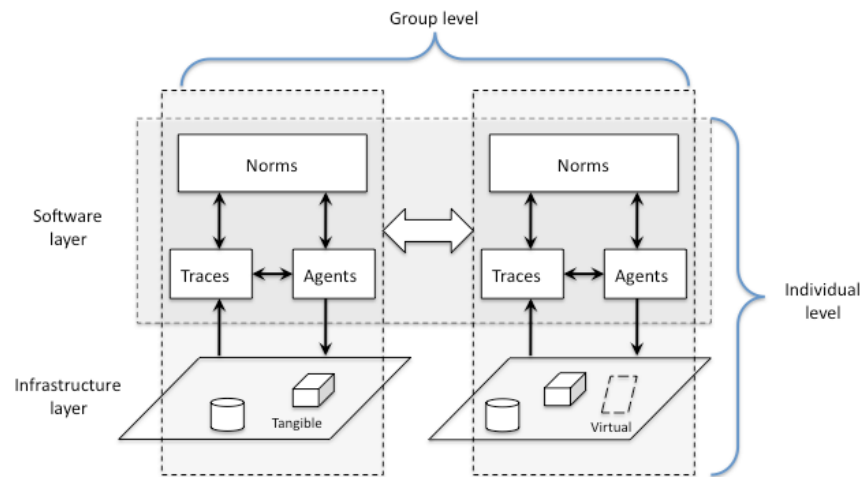 Group level
Norms
Norms
Software
layer
Traces
Agents
Traces
Agents
Individual
level
Infrastructure
layer
Tangible
Virtual